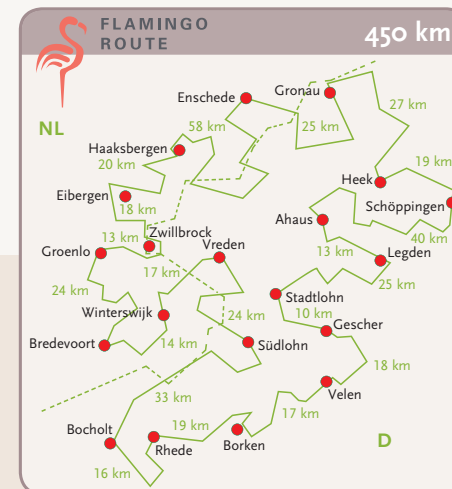 FLAMINGO
ROUTE
450 km
NL
Enschede
Gronau
27 km
58 km
25 km
Haaksbergen
20 km
19 km
Heek
Eibergen
18 km
Schöppingen
Ahaus
13 km
Zwillbrock
40 km
Groenlo
Vreden
13 km
Legden
17 km
25 km
24 km
Stadtlohn
Winterswijk
24 km
10 km
Gescher
Bredevoort
14 km
Südlohn
18 km
33 km
Velen
17 km
Bocholt
19 km
Borken
D
Rhede
16 km